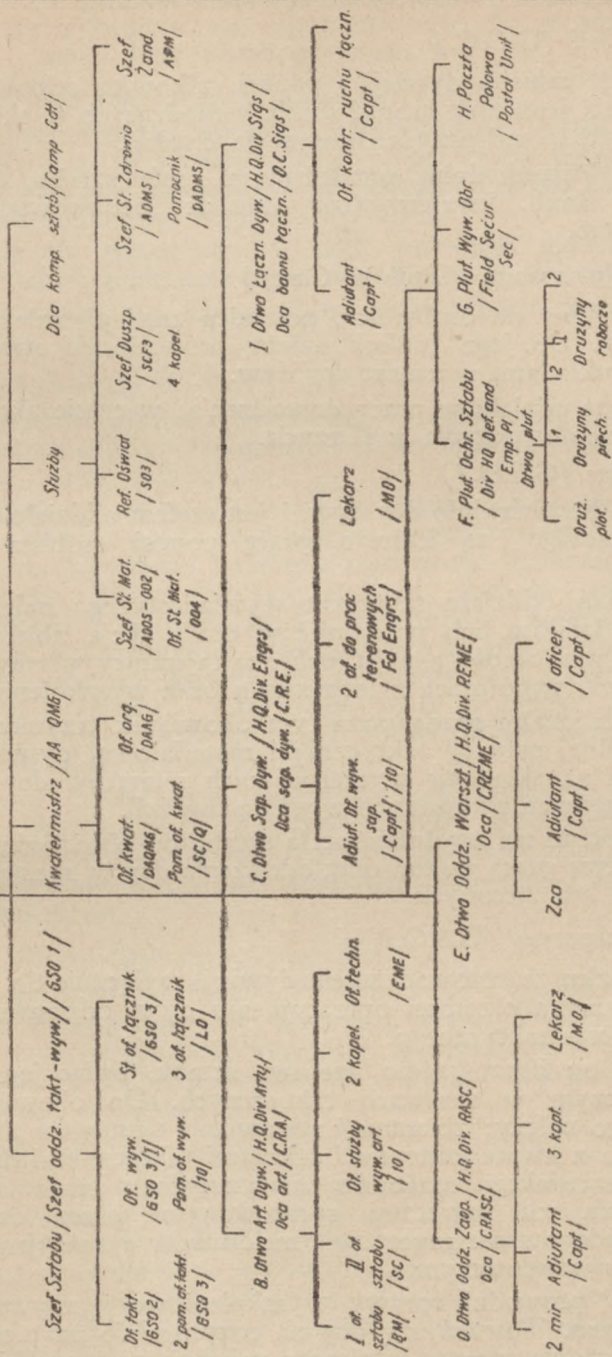 Szef Sztabu /Szef oddz. takt-wyw./ /GSO 1/
Of. takt.
/GSO 2/
2 pom. of. takt.
/GSO 3/
Of. wyw.
/GSO 3/I/
Pom. of. wyw.
/IO/
St of. łącznik
/GSO 3/
3 of. łącznik
/LO/
Kwatermistrz /AA QMG/
Of. kwat.
/DAQMG/
Pom. of. kwat
/SC/Q/
Of. org.
/DAAG/
Służby
Szef Sł. Mat.
/ADOS-002/
Of. Sł. Mat.
/004/
Ref. Oświat
/S03/
Szef Duszp.
/SCF3/
4 kapel
Szef Sł. Zdrowia
/ADMS/
Pomocnik
/DADMS/
Szef
Żand.
/APM/
Dca komp. sztab/Camp Cdt/
B. Dtwo Art. Dyw./H.Q.Div. Arty/
Dca art./C.R.A/
I of.
sztabu
/BM/
II of
sztabu
/SC/
Of. służby
wyw. art
/IO/
2 kapel.
Of. techn.
/EME/
C. Dtwo Sap. Dyw. /H.Q.Div. Engrs/
Dca sap. dyw. /C.R.E./
Adiut. Of. wyw.
sap.
/-Capt/ /IO/
2 of. do prac
terenowych
/Fd Engrs/
Lekarz
/MO/
I Dtwo Łączn. Dyw./H.Q.Div Sigs/
Dca baonu łączn. /O.C.Sigs/
Adiutant
/Capt/
Of. kontr. ruchu łączn.
/Capt/
D. Dtwo Oddz. Zaop./H.Q.Div. RASC/
Dca /CRASC/
2 mjr
Adiutant
/Capt/
3 kapt.
Lekarz
/M.O./
E. Dtwo Oddz. Warszt./H.Q.Div. REME/
Dca /CREME/
Zca
Adiutant
/Capt/
1 oficer
/Capt/
F. Plut. Ochr. Sztabu
/Div HQ Def. and
Emp. Pl/
Dtwo plut.
Druż.
plot.
1 2
Drużyny
piech.
1 2
Drużyny
robocze
G. Plut Wyw. Obr
/Field Secur
Sec/
H. Poczta
Polowa
/Postal Unit/